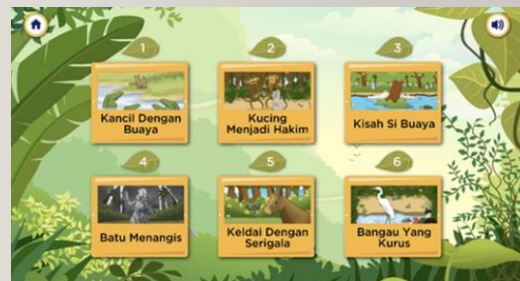 1
2
3
Kancil Dengan
Buaya
Kucing
Menjadi Hakim
Kisah Si Buaya
4
5
6
Batu Menangis
Keldai Dengan
Serigala
Bangau Yang
Kurus